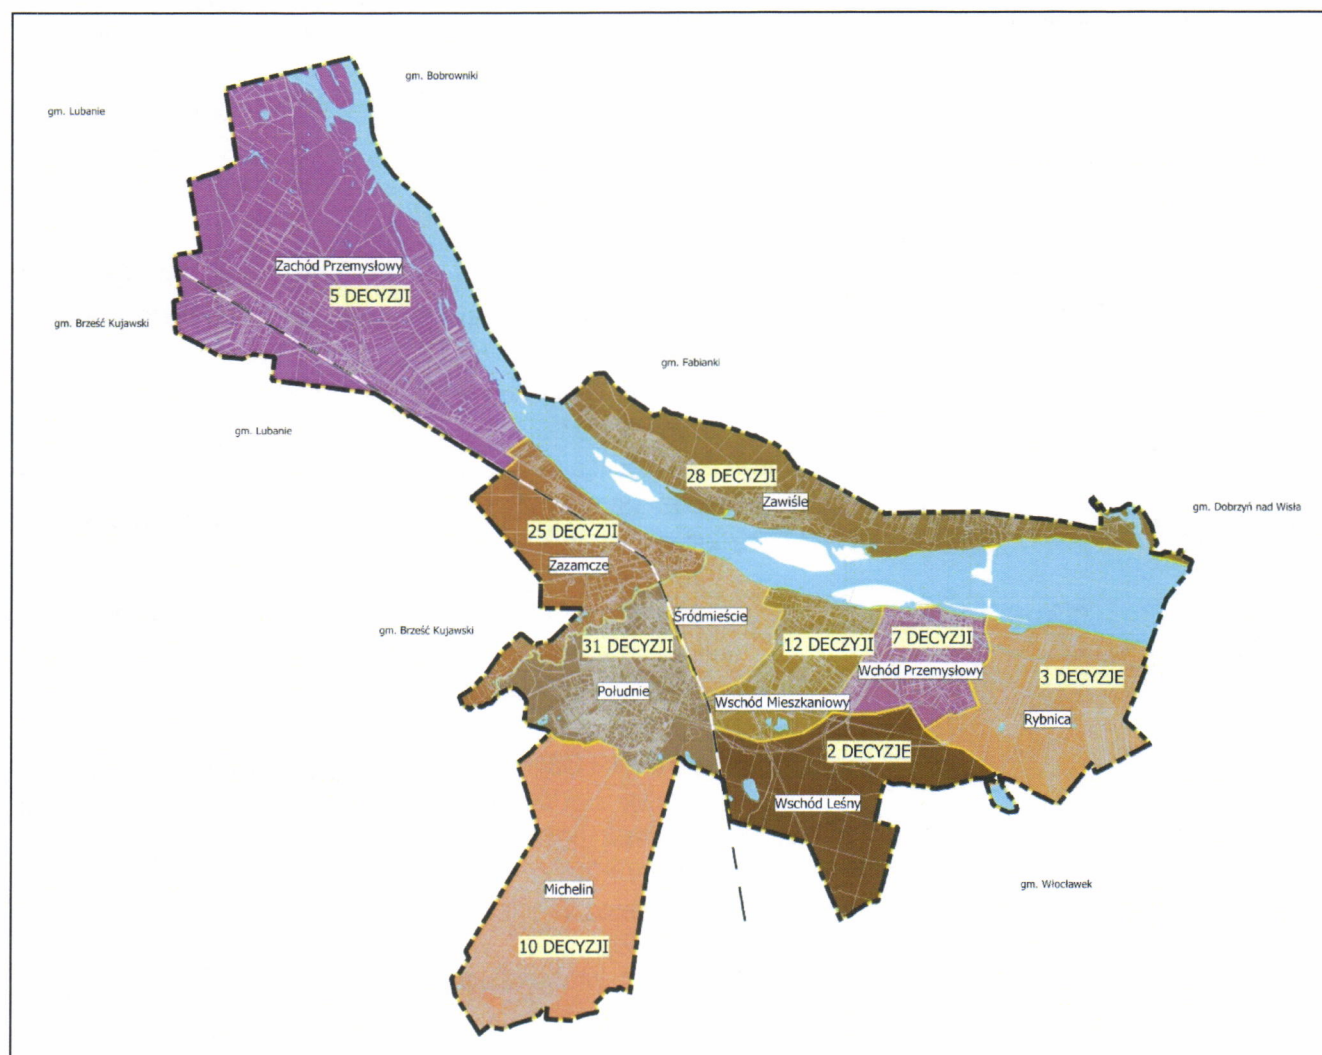 gm. Bobrowniki
gm. Lubanie
Zachód Przemysłowy
5 DECYZJI
gm. Brześć Kujawski
gm. Fabianki
gm. Lubanie
28 DECYZJI
Zawiśle
gm. Dobrzyń nad Wisła
25 DECYZJI
Zazamcze
Śródmieście
gm. Brześć Kujawski
31 DECYZJI
12 DECZYJI
7 DECYZJI
Wchód Przemysłowy
3 DECYZJE
Południe
Wschód Mieszkaniowy
Rybnica
2 DECYZJE
Wschód Leśny
gm. Włocławek
Michelin
10 DECYZJI